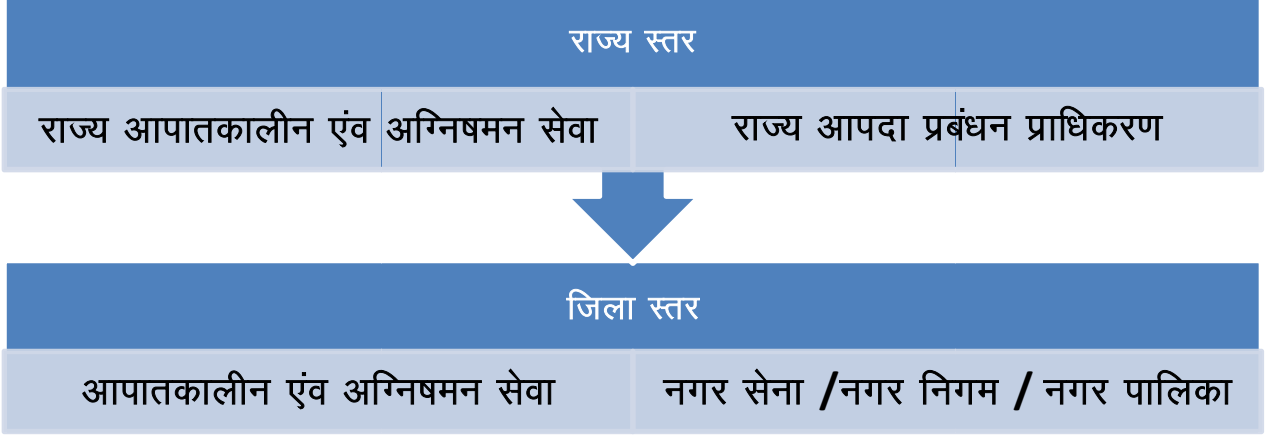 राज्य स्तर
राज्य आपातकालीन एंव अग्निषमन सेवा
राज्य आपदा प्रबंधन प्राधिकरण
जिला स्तर
आपातकालीन एंव अग्निषमन सेवा
नगर सेना /नगर निगम / नगर पालिका